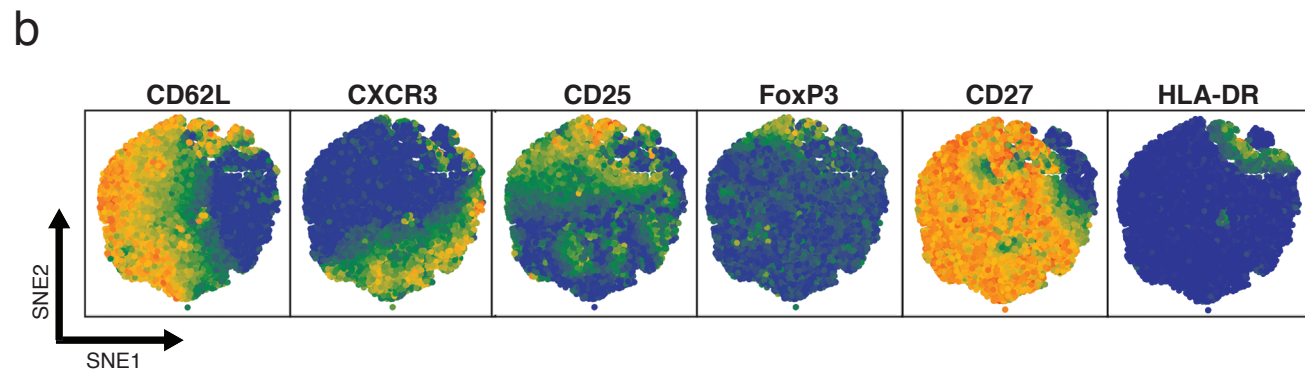 b
CD62L CXCR3 CD25 FoxP3 CD27 HLA-DR
SNE2
SNE1